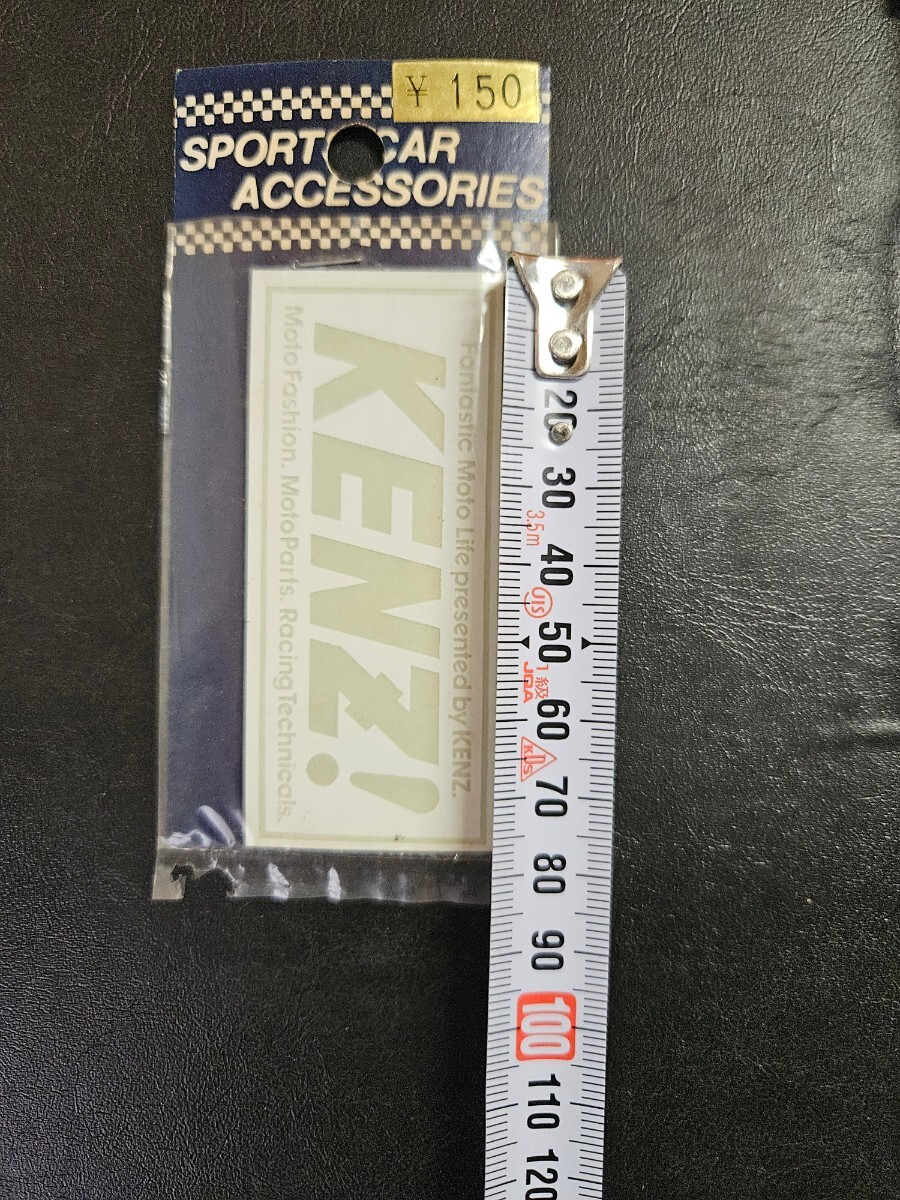 ¥ 150
SPORTS CAR
ACCESSORIES
Fantastic Moto Life presented by KENZ.
KENZ!
MotoFashion. MotoParts. RacingTechnicals.
20
30
3.5m
40
JIS
50
1級
JQA
60
KDS
70
80
90
100
110
120